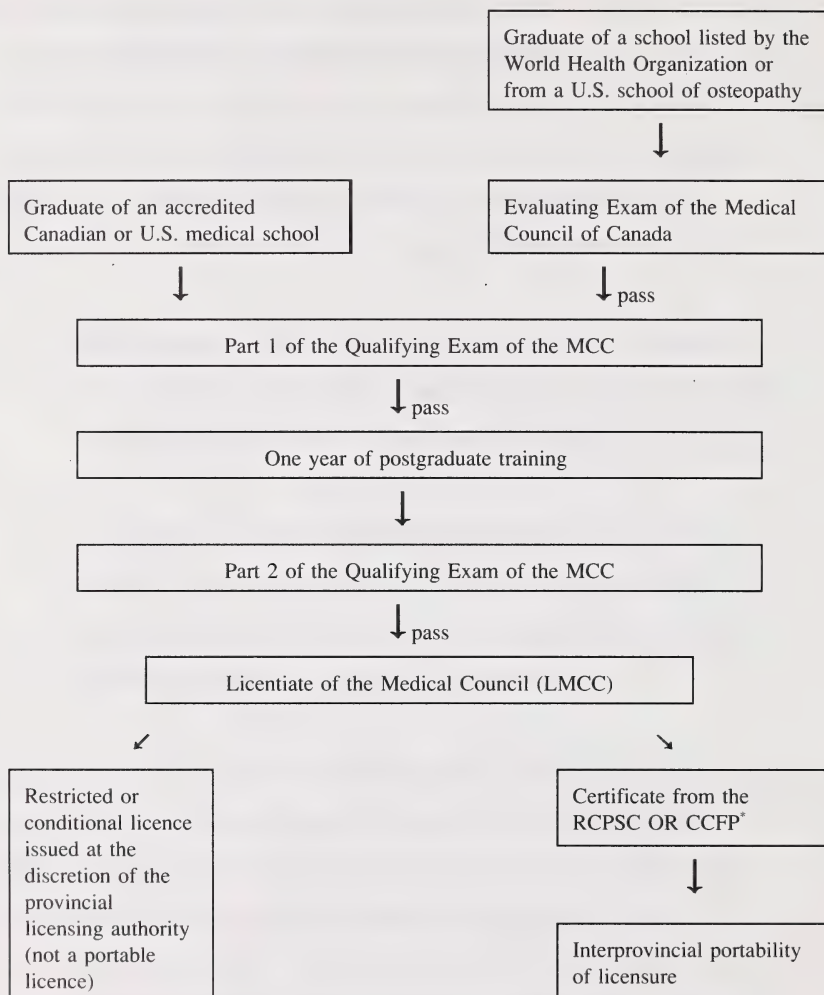 Graduate of a school listed by the
World Health Organization or
from a U.S. school of osteopathy
Graduate of an accredited
Canadian or U.S. medical school
Evaluating Exam of the Medical
Council of Canada
pass
Part 1 of the Qualifying Exam of the MCC
pass
One year of postgraduate training
Part 2 of the Qualifying Exam of the MCC
pass
Licentiate of the Medical Council (LMCC)
Restricted or
conditional licence
issued at the
discretion of the
provincial
licensing authority
(not a portable
licence)
Certificate from the
RCPSC OR CCFP*
Interprovincial portability
of licensure